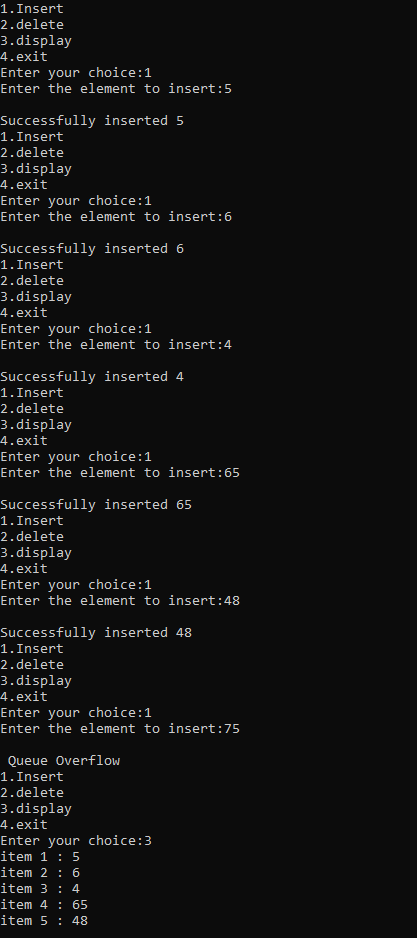 1.Insert
2.delete
3.display
4.exit
Enter your choice:1
Enter the element to insert:5

Successfully inserted 5
1.Insert
2.delete
3.display
4.exit
Enter your choice:1
Enter the element to insert:6

Successfully inserted 6
1.Insert
2.delete
3.display
4.exit
Enter your choice:1
Enter the element to insert:4

Successfully inserted 4
1.Insert
2.delete
3.display
4.exit
Enter your choice:1
Enter the element to insert:65

Successfully inserted 65
1.Insert
2.delete
3.display
4.exit
Enter your choice:1
Enter the element to insert:48

Successfully inserted 48
1.Insert
2.delete
3.display
4.exit
Enter your choice:1
Enter the element to insert:75

 Queue Overflow
1.Insert
2.delete
3.display
4.exit
Enter your choice:3
item 1 : 5
item 2 : 6
item 3 : 4
item 4 : 65
item 5 : 48